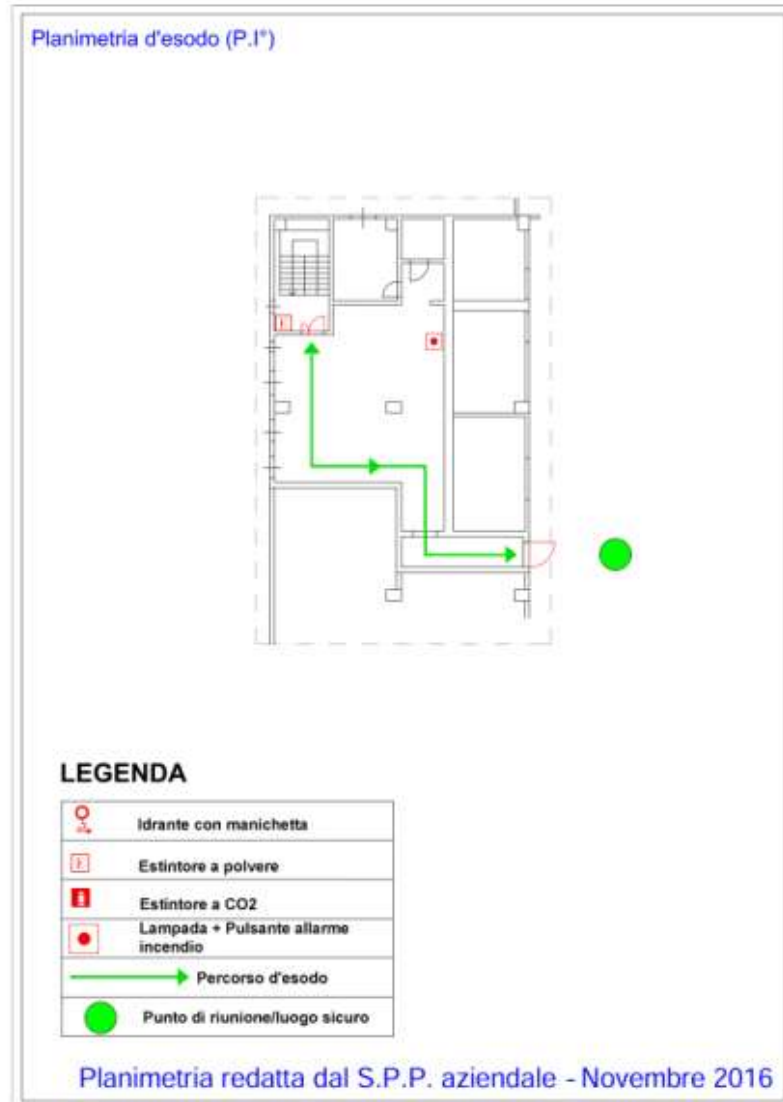 Planimetria d'esodo (P.I°)
LEGENDA
Idrante con manichetta
Estintore a polvere
Estintore a CO2
Lampada + Pulsante allarme
incendio
Percorso d'esodo
Punto di riunione/luogo sicuro
Planimetria redatta dal S.P.P. aziendale - Novembre 2016